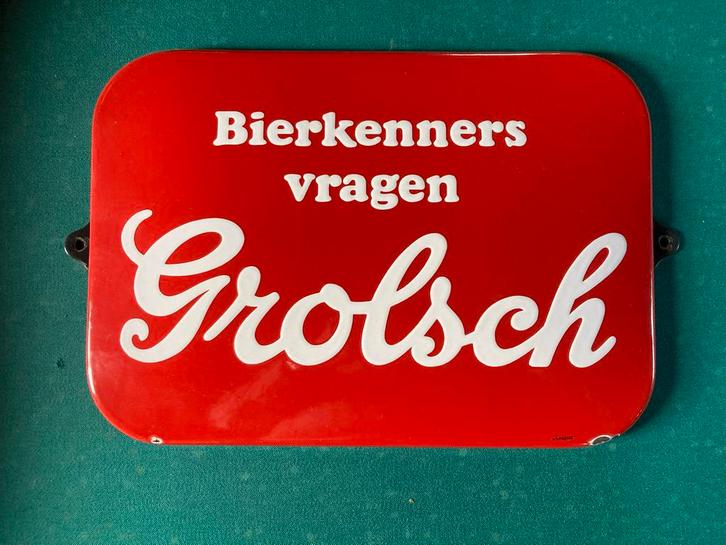 Bierkenners
vragen
Grolsch